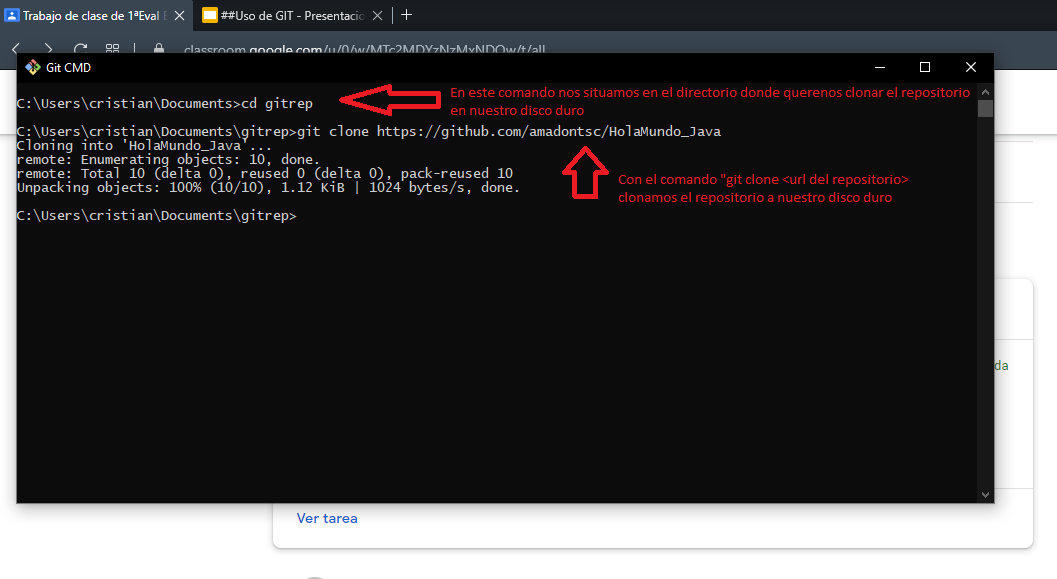 Trabajo de clase de 1ªEval
##Uso de GIT - Presentacio
classroom.google.com/u/0/w/MTc2MDYzNzMxNDQw/t/all
Git CMD
C:\Users\cristian\Documents>cd gitrep
En este comando nos situamos en el directorio donde querenos clonar el repositorio
en nuestro disco duro
C:\Users\cristian\Documents\gitrep>git clone https://github.com/amadontsc/HolaMundo_Java
Cloning into 'HolaMundo_Java'...
remote: Enumerating objects: 10, done.
remote: Total 10 (delta 0), reused 0 (delta 0), pack-reused 10
Unpacking objects: 100% (10/10), 1.12 KiB | 1024 bytes/s, done.
Con el comando "git clone <url del repositorio>
clonamos el repositorio a nuestro disco duro
C:\Users\cristian\Documents\gitrep>
da
Ver tarea